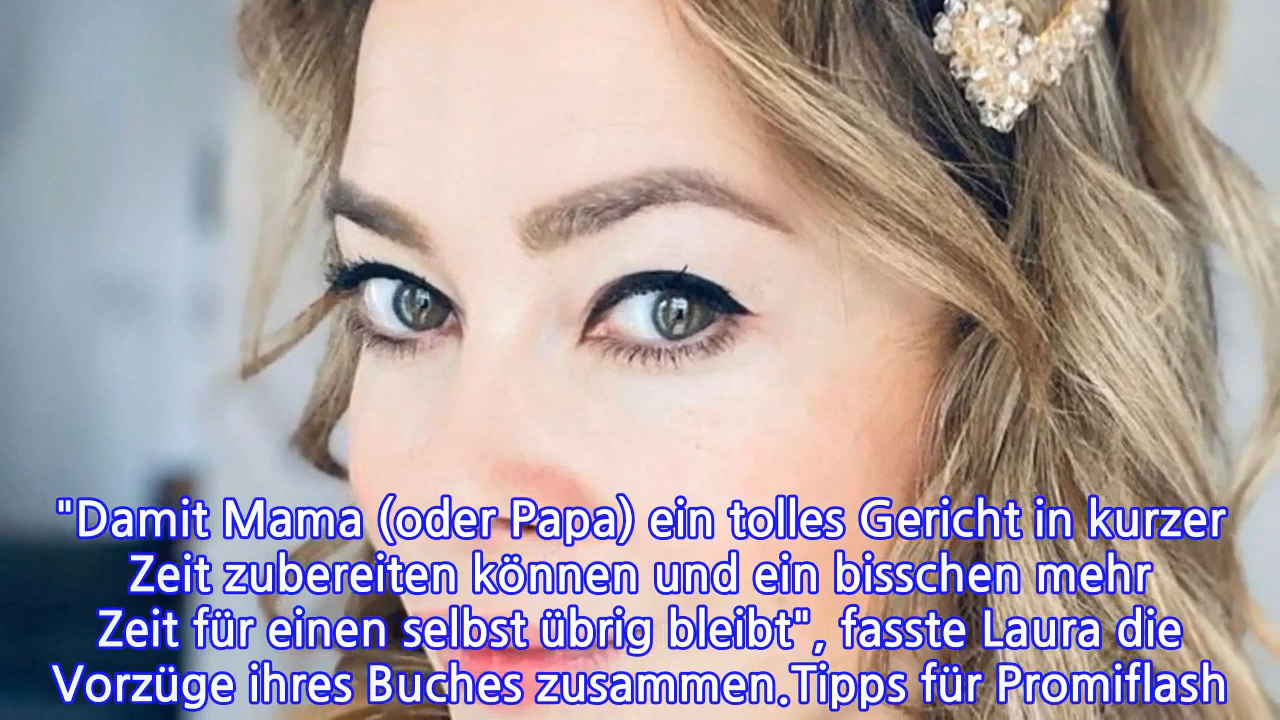 "Damit Mama (oder Papa) ein tolles Gericht in kurzer
Zeit zubereiten können und ein bisschen mehr
Zeit für einen selbst übrig bleibt", fasste Laura die
Vorzüge ihres Buches zusammen.Tipps für Promiflash